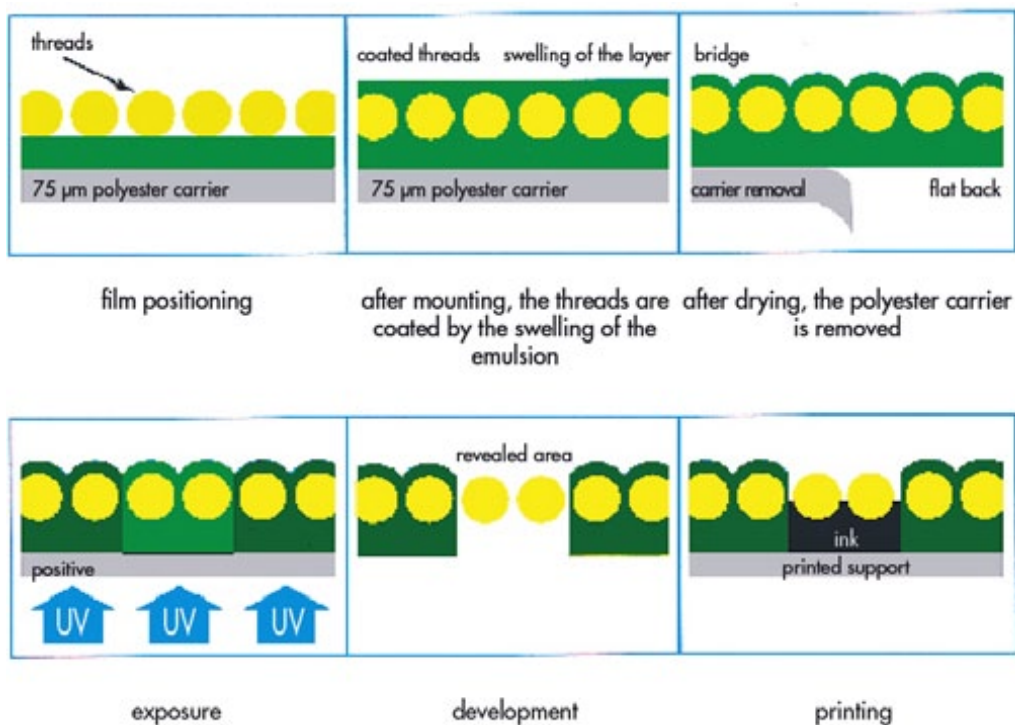 threads
75 µm polyester carrier
coated threads swelling of the layer
75 µm polyester carrier
bridge
carrier removal flat back
film positioning
after mounting, the threads are
coated by the swelling of the
emulsion
after drying, the polyester carrier
is removed
positive
UV UV UV
revealed area
ink
printed support
exposure
development
printing